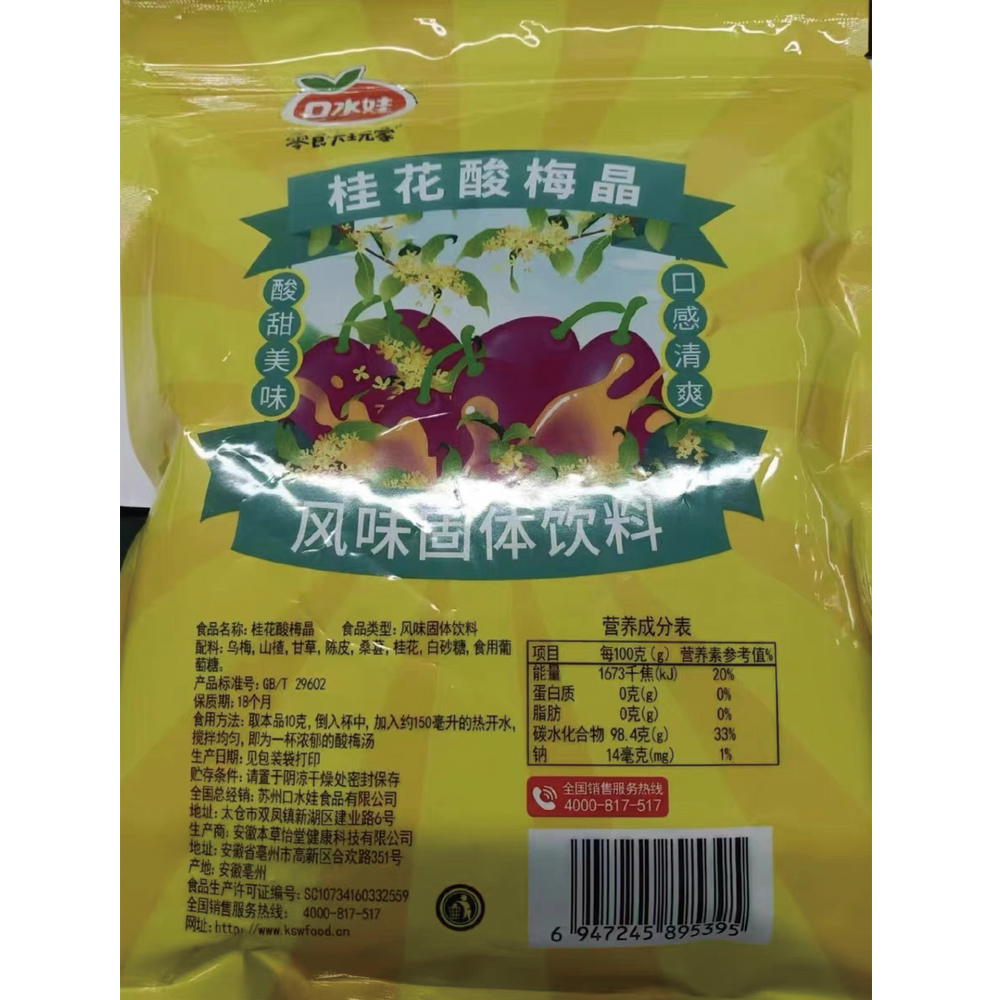 口水娃
零食大玩家
桂花酸梅晶
酸甜美味
口感清爽
风味固体饮料
食品名称: 桂花酸梅晶 食品类型: 风味固体饮料
配料: 乌梅, 山楂, 甘草, 陈皮, 桑葚, 桂花, 白砂糖, 食用葡
萄糖。
产品标准号: GB/T 29602
保质期: 18个月
食用方法: 取本品10克, 倒入杯中, 加入约150毫升的热开水,
搅拌均匀, 即为一杯浓郁的酸梅汤
生产日期: 见包装袋打印
贮存条件: 请置于阴凉干燥处密封保存
全国总经销: 苏州口水娃食品有限公司
地址: 太仓市双凤镇新湖区建业路6号
生产商: 安徽本草怡堂健康科技有限公司
地址: 安徽省亳州市高新区合欢路351号
产地: 安徽亳州
食品生产许可证编号: SC10734160332559
全国销售服务热线: 4000-817-517
网址: http://www.kswfood.cn
营养成分表
项目 每100克(g) 营养素参考值%
能量 1673千焦(kJ) 20%
蛋白质 0克(g) 0%
脂肪 0克(g) 0%
碳水化合物 98.4克(g) 33%
钠 14毫克(mg) 1%
全国销售服务热线
4000-817-517
6 947245 895395